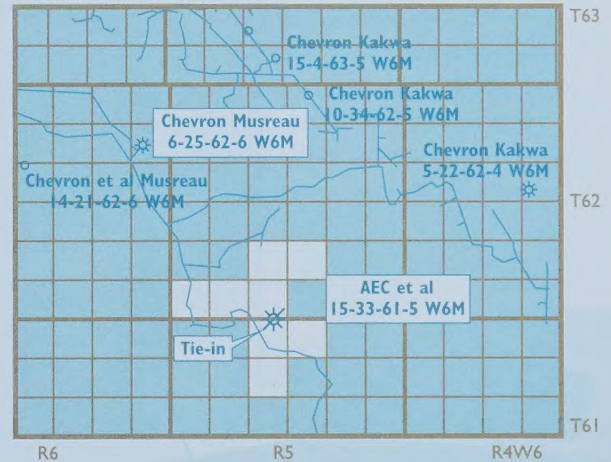 T63
Chevron Kakwa
15-4-63-5 W6M
Chevron Kakwa
10-34-62-5 W6M
Chevron Musreau
6-25-62-6 W6M
Chevron Kakwa
5-22-62-4 W6M
Chevron et al Musreau
14-21-62-6 W6M
T62
AEC et al
15-33-61-5 W6M
Tie-in
T61
R6
R5
R4W6